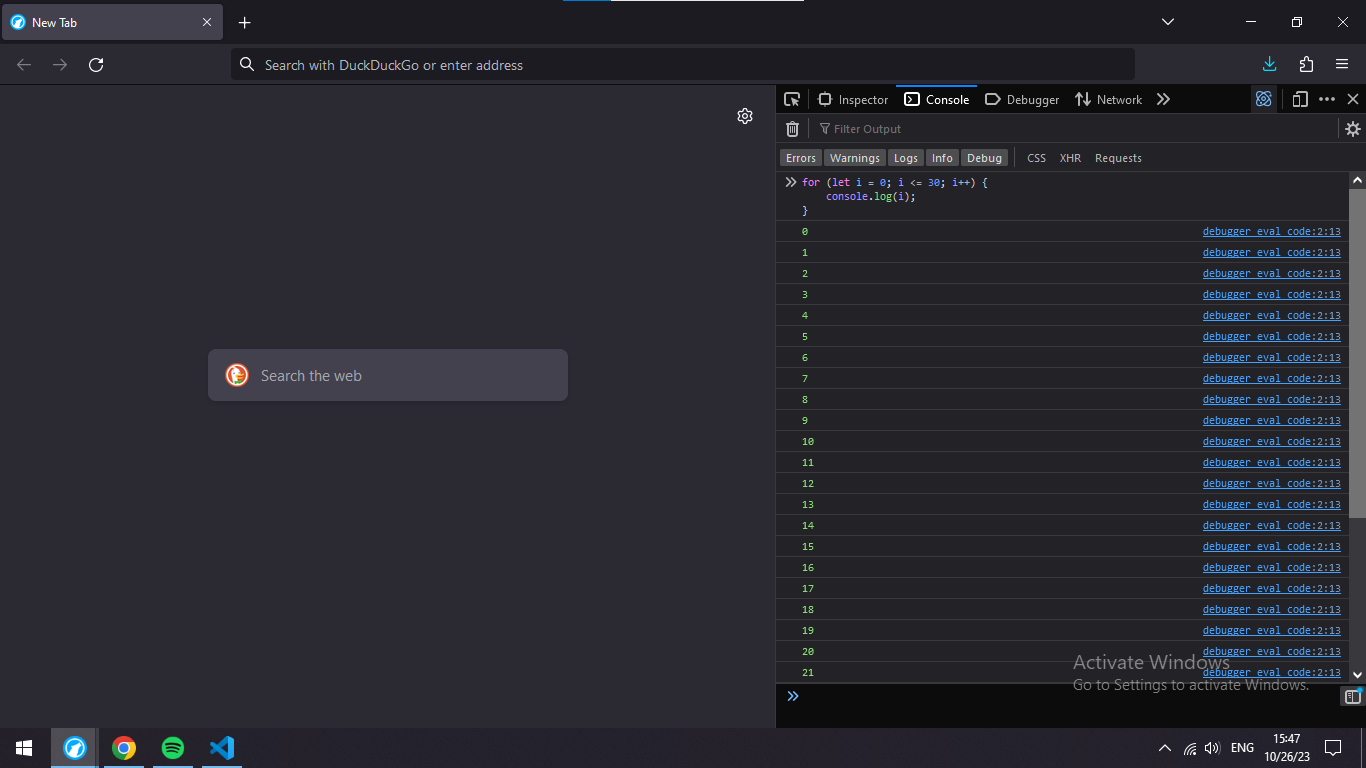 New Tab
Search with DuckDuckGo or enter address
Inspector Console Debugger Network
Filter Output
Errors Warnings Logs Info Debug CSS XHR Requests
for (let i = 0; i <= 30; i++) {
console.log(i);
}
0 debugger eval code:2:13
1 debugger eval code:2:13
2 debugger eval code:2:13
3 debugger eval code:2:13
4 debugger eval code:2:13
5 debugger eval code:2:13
6 debugger eval code:2:13
7 debugger eval code:2:13
Search the web
8 debugger eval code:2:13
9 debugger eval code:2:13
10 debugger eval code:2:13
11 debugger eval code:2:13
12 debugger eval code:2:13
13 debugger eval code:2:13
14 debugger eval code:2:13
15 debugger eval code:2:13
16 debugger eval code:2:13
17 debugger eval code:2:13
18 debugger eval code:2:13
19 debugger eval code:2:13
20 debugger eval code:2:13
21 debugger eval code:2:13
Activate Windows
Go to Settings to activate Windows.
ENG
15:47
10/26/23